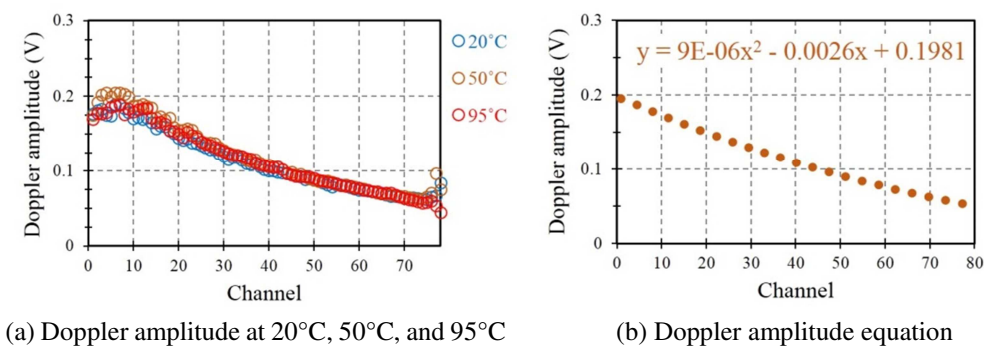 0.3
0.2
0.1
0
Doppler amplitude (V)
0 10 20 30 40 50 60 70
Channel
20°C
50°C
95°C
(a) Doppler amplitude at 20°C, 50°C, and 95°C
0.3
0.2
0.1
0
Doppler amplitude (V)
y = 9E-06x² - 0.0026x + 0.1981
0 10 20 30 40 50 60 70 80
Channel
(b) Doppler amplitude equation